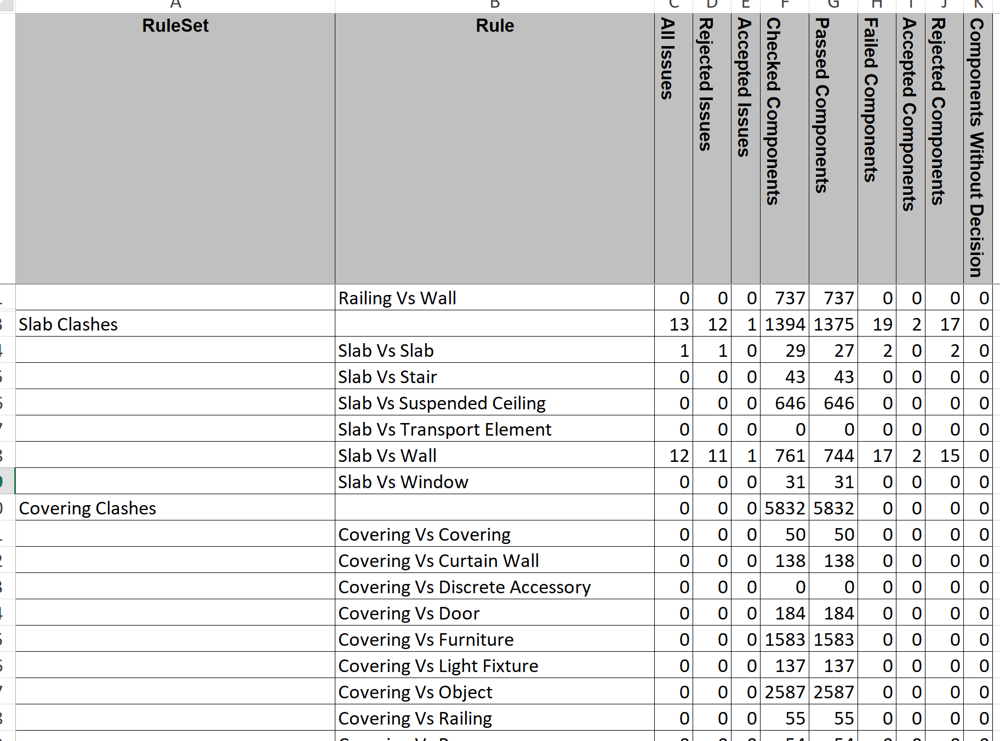 A B C D E F G H I J K
RuleSet Rule All Issues Rejected Issues Accepted Issues Checked Components Passed Components Failed Components Accepted Components Rejected Components Components Without Decision
Railing Vs Wall 0 0 0 737 737 0 0 0 0
Slab Clashes 13 12 1 1394 1375 19 2 17 0
Slab Vs Slab 1 1 0 29 27 2 0 2 0
Slab Vs Stair 0 0 0 43 43 0 0 0 0
Slab Vs Suspended Ceiling 0 0 0 646 646 0 0 0 0
Slab Vs Transport Element 0 0 0 0 0 0 0 0 0
Slab Vs Wall 12 11 1 761 744 17 2 15 0
Slab Vs Window 0 0 0 31 31 0 0 0 0
Covering Clashes 0 0 0 5832 5832 0 0 0 0
Covering Vs Covering 0 0 0 50 50 0 0 0 0
Covering Vs Curtain Wall 0 0 0 138 138 0 0 0 0
Covering Vs Discrete Accessory 0 0 0 0 0 0 0 0 0
Covering Vs Door 0 0 0 184 184 0 0 0 0
Covering Vs Furniture 0 0 0 1583 1583 0 0 0 0
Covering Vs Light Fixture 0 0 0 137 137 0 0 0 0
Covering Vs Object 0 0 0 2587 2587 0 0 0 0
Covering Vs Railing 0 0 0 55 55 0 0 0 0